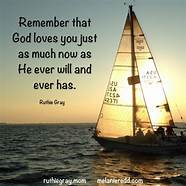 Remember that
God loves you just
as much now as
He ever will and
ever has.
Ruthie Gray
USA
ruthiegray.mom
melanieredd.com